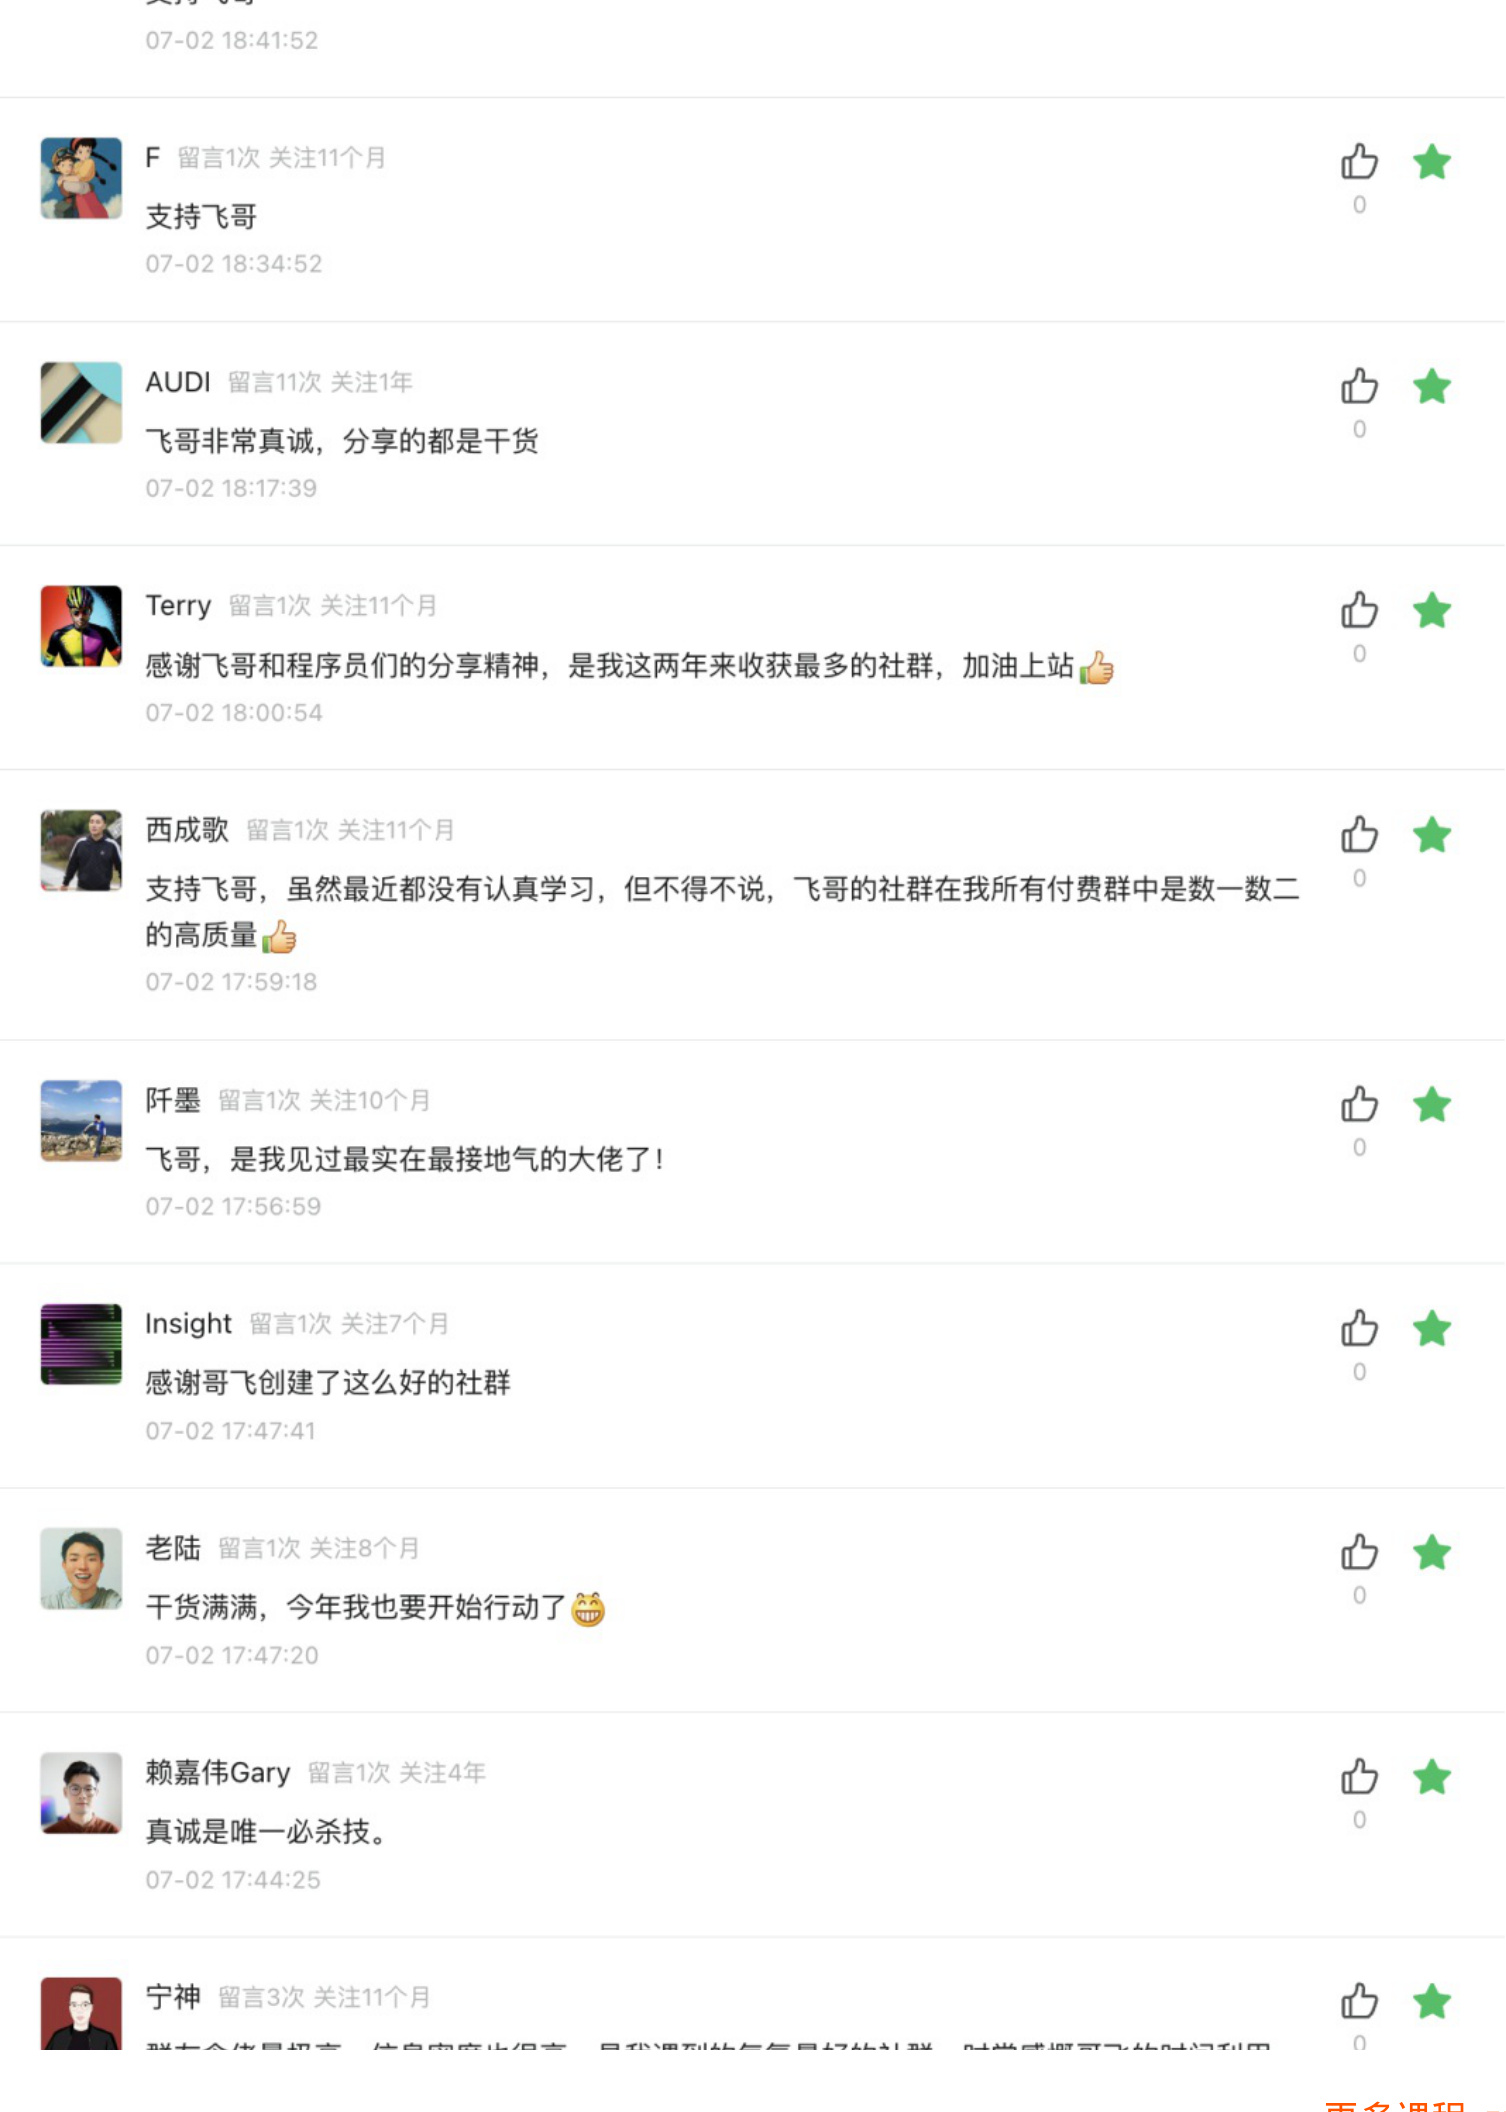 支持飞哥
07-02 18:41:52
F 留言1次 关注11个月
支持飞哥
0
07-02 18:34:52
AUDI 留言11次 关注1年
飞哥非常真诚，分享的都是干货
0
07-02 18:17:39
Terry 留言1次 关注11个月
感谢飞哥和程序员们的分享精神，是我这两年来收获最多的社群，加油上站👍
0
07-02 18:00:54
西成歌 留言1次 关注11个月
支持飞哥，虽然最近都没有认真学习，但不得不说，飞哥的社群在我所有付费群中是数一数二
0
的高质量👍
07-02 17:59:18
阡墨 留言1次 关注10个月
飞哥，是我见过最实在最接地气的大佬了！
0
07-02 17:56:59
Insight 留言1次 关注7个月
感谢哥飞创建了这么好的社群
0
07-02 17:47:41
老陆 留言1次 关注8个月
干货满满，今年我也要开始行动了😁
0
07-02 17:47:20
赖嘉伟Gary 留言1次 关注4年
真诚是唯一必杀技。
0
07-02 17:44:25
宁神 留言3次 关注11个月
0
更多课程